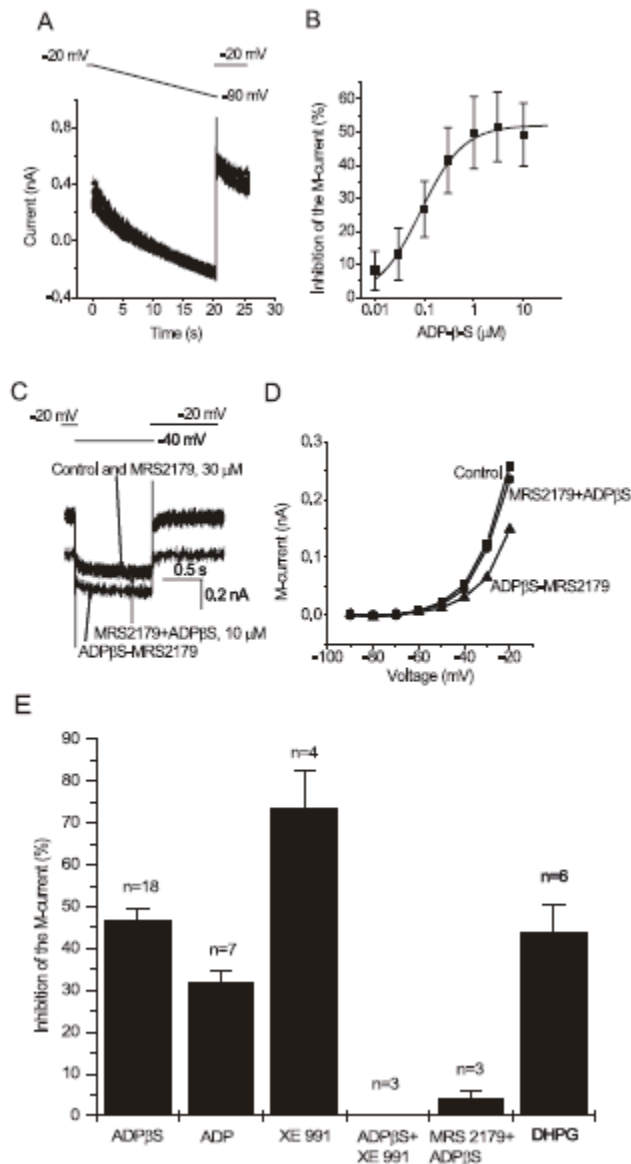 A
-20 mV
-20 mV
-90 mV
0.8
0.4
0.0
-0.4
Current (nA)
0 5 10 15 20 25 30
Time (s)
B
60
50
40
30
20
10
0
Inhibition of the M-current (%)
0.01 0.1 1 10
ADP-β-S (μM)
C
-20 mV
-20 mV
-40 mV
Control and MRS2179, 30 μM
0.5 s
0.2 nA
MRS2179+ADPβS, 10 μM
ADPβS-MRS2179
D
0,3
0,2
0,1
0,0
M-current (nA)
Control
MRS2179+ADPβS
ADPβS-MRS2179
-100 -80 -60 -40 -20
Voltage (mV)
E
90
80
70
60
50
40
30
20
10
0
Inhibition of the M-current (%)
n=18
n=7
n=4
n=3
n=3
n=6
ADPβS
ADP
XE 991
ADPβS+
XE 991
MRS 2179+
ADPβS
DHPG